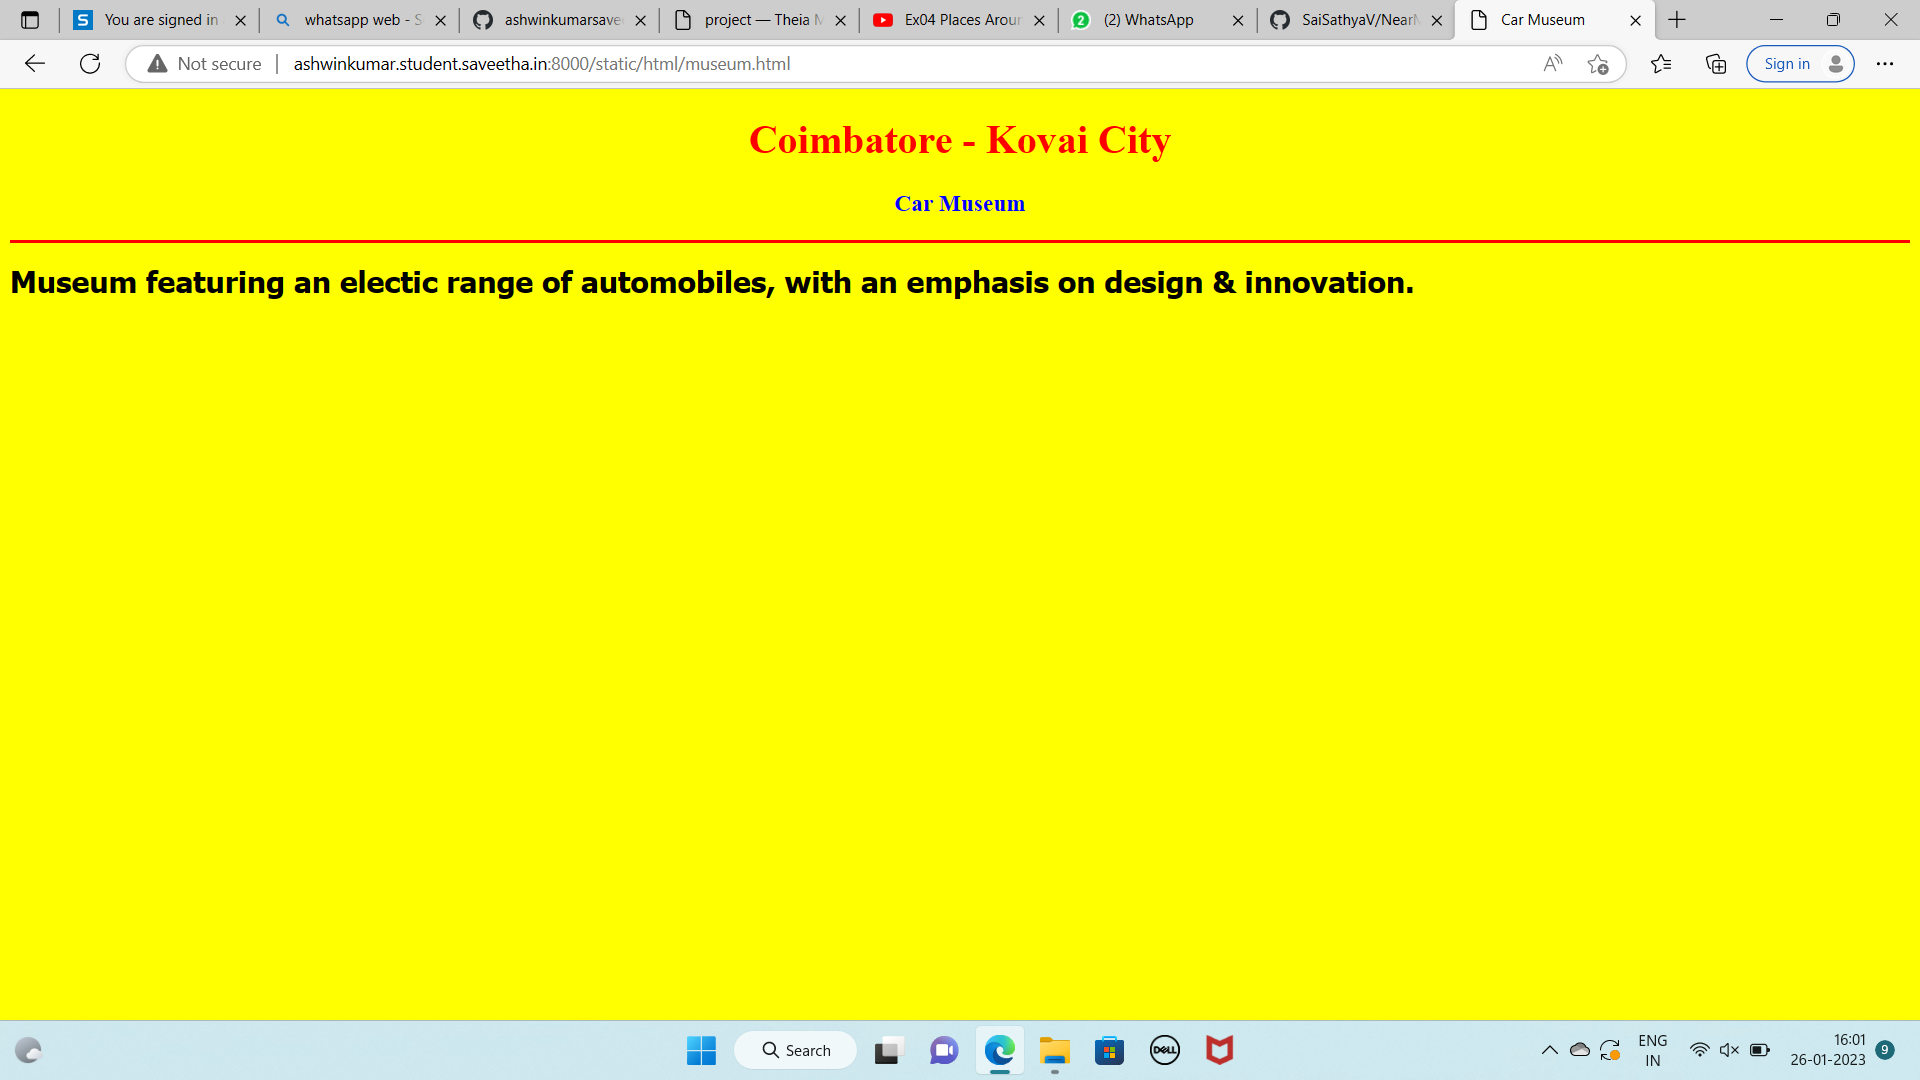 You are signed in
whatsapp web - S
ashwinkumarsave
project — Theia
Ex04 Places Aroun
2
(2) WhatsApp
SaiSathyaV/Near
Car Museum
Not secure
ashwinkumar.student.saveetha.in:8000/static/html/museum.html
Sign in
Coimbatore - Kovai City
Car Museum
Museum featuring an electic range of automobiles, with an emphasis on design & innovation.
Search
DELL
ENG
IN
16:01
26-01-2023
9